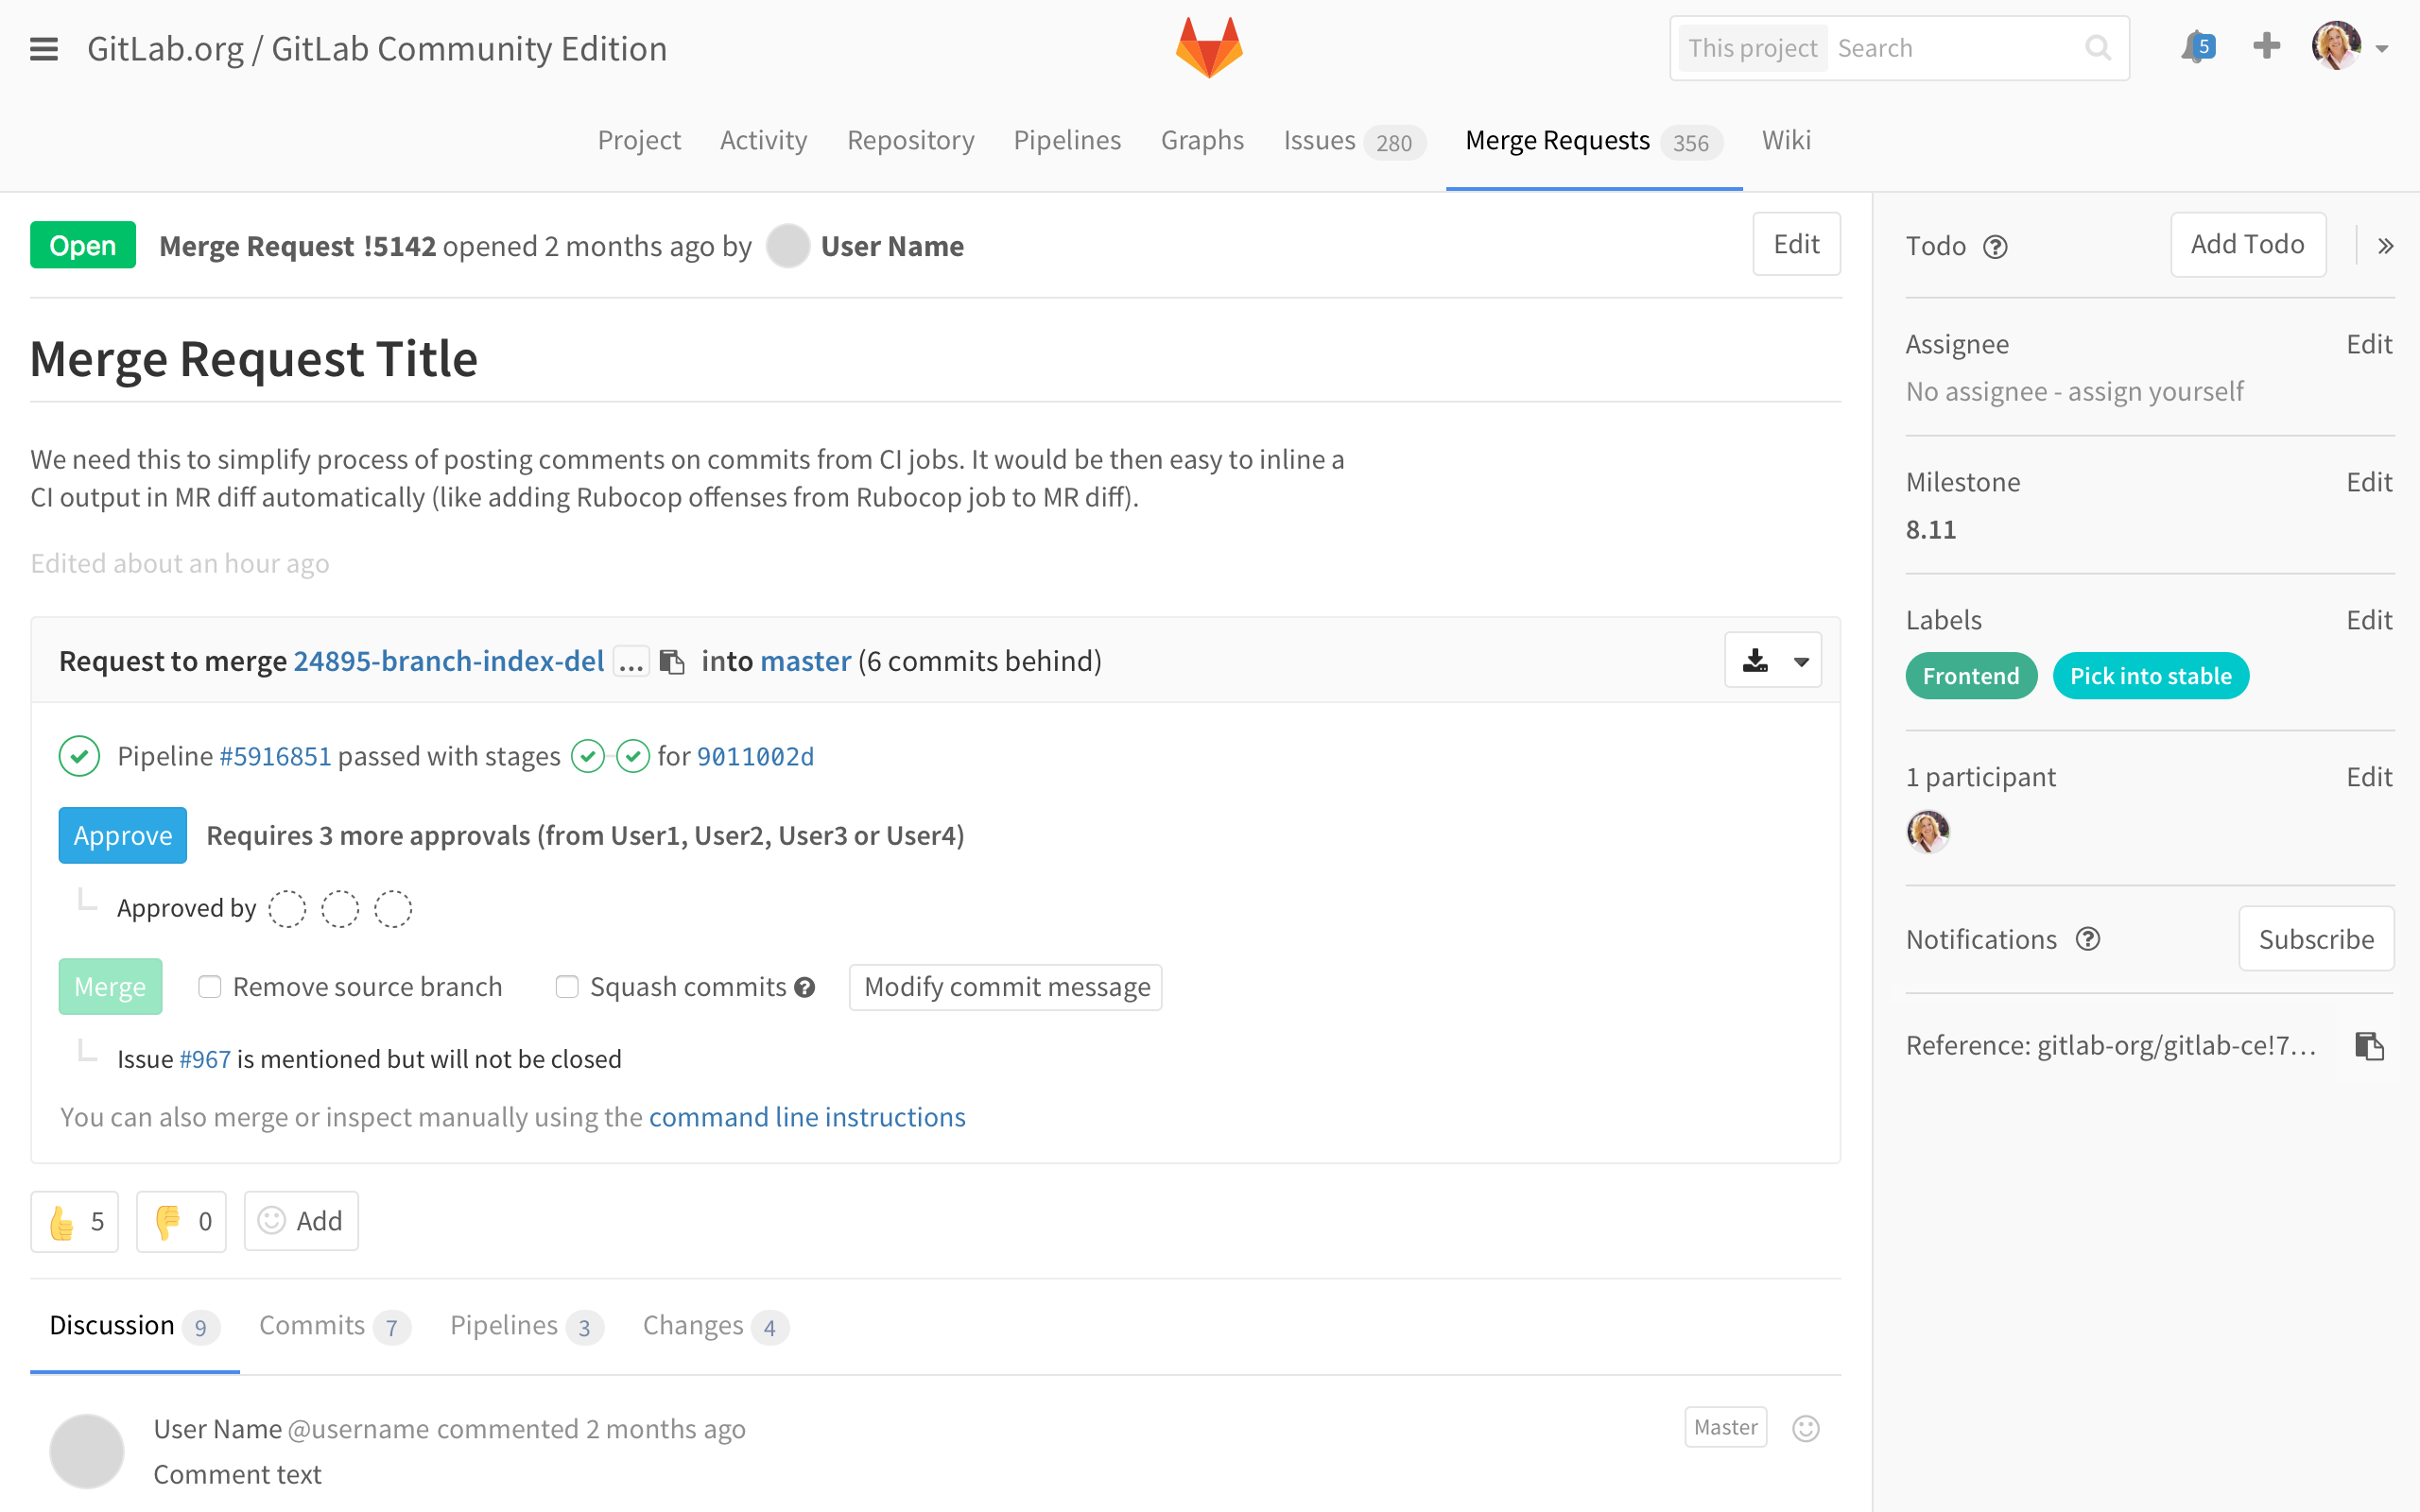 GitLab.org / GitLab Community Edition
This project Search
5
Project Activity Repository Pipelines Graphs Issues 280 Merge Requests 356 Wiki
Open Merge Request !5142 opened 2 months ago by User Name Edit
Merge Request Title
We need this to simplify process of posting comments on commits from CI jobs. It would be then easy to inline a
CI output in MR diff automatically (like adding Rubocop offenses from Rubocop job to MR diff).
Edited about an hour ago
Request to merge 24895-branch-index-del ... into master (6 commits behind)
Pipeline #5916851 passed with stages for 9011002d
Approve Requires 3 more approvals (from User1, User2, User3 or User4)
Approved by
Merge Remove source branch Squash commits ? Modify commit message
Issue #967 is mentioned but will not be closed
You can also merge or inspect manually using the command line instructions
5 0 Add
Discussion 9 Commits 7 Pipelines 3 Changes 4
User Name @username commented 2 months ago Master
Comment text
Todo ? Add Todo »
Assignee Edit
No assignee - assign yourself
Milestone Edit
8.11
Labels Edit
Frontend Pick into stable
1 participant Edit
Notifications ? Subscribe
Reference: gitlab-org/gitlab-ce!7...